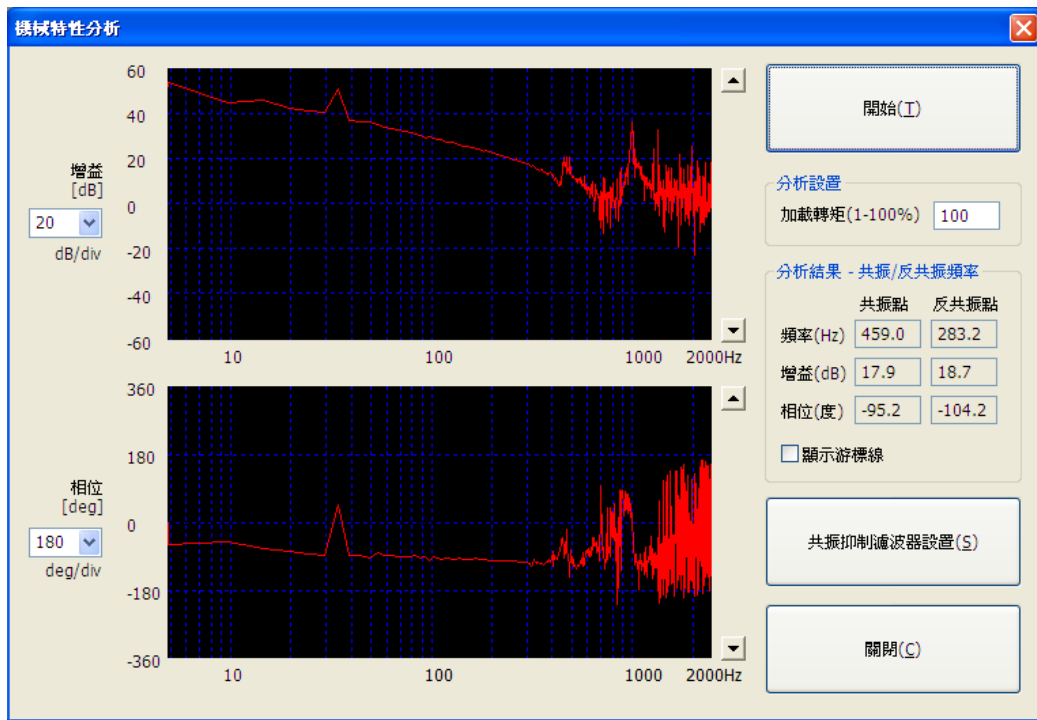 機械特性分析
60
40
20
0
-20
-40
-60
增益
[dB]
20
dB/div
10
100
1000
2000Hz
360
180
0
-180
-360
相位
[deg]
180
deg/div
10
100
1000
2000Hz
開始(T)
分析設置
加載轉矩(1-100%) 100
分析結果 - 共振/反共振頻率
共振點 反共振點
頻率(Hz) 459.0 283.2
增益(dB) 17.9 18.7
相位(度) -95.2 -104.2
顯示游標線
共振抑制濾波器設置(S)
關閉(C)